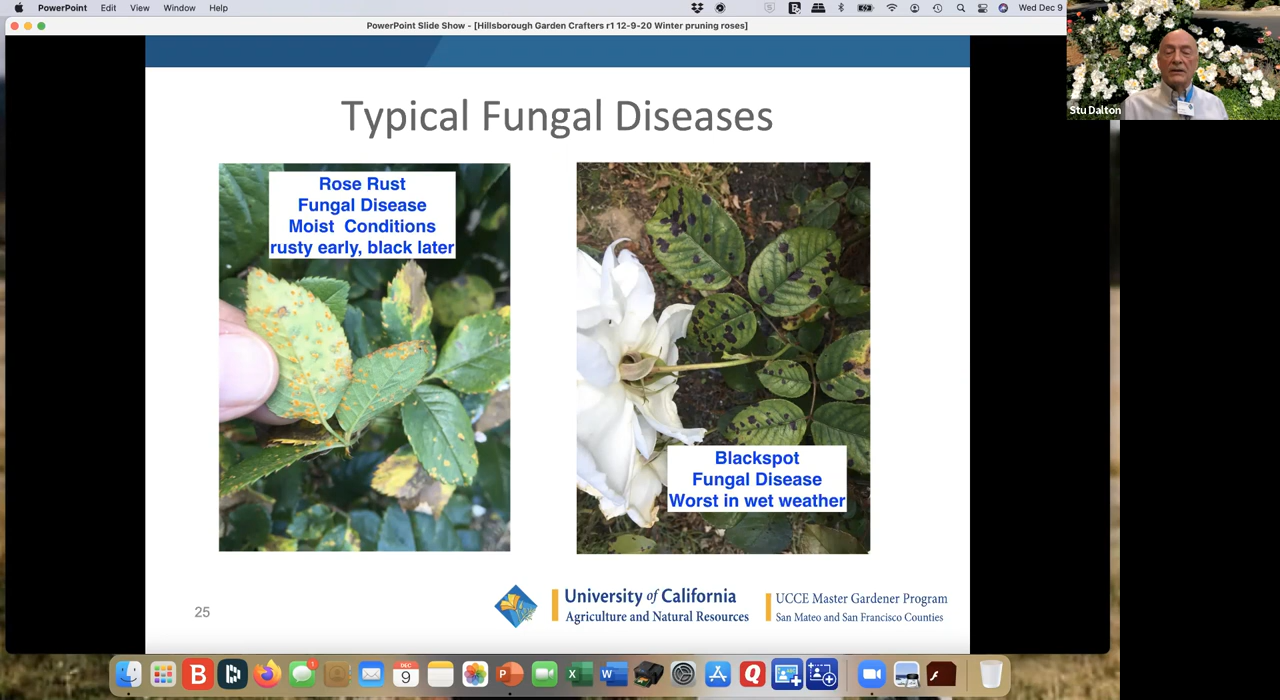 PowerPoint Edit View Window Help
Wed Dec 9
PowerPoint Slide Show - [Hillsborough Garden Crafters r1 12-9-20 Winter pruning roses]
Stu Dalton
Typical Fungal Diseases
Rose Rust
Fungal Disease
Moist Conditions
rusty early, black later
Blackspot
Fungal Disease
Worst in wet weather
25
University of California
Agriculture and Natural Resources
UCCE Master Gardener Program
San Mateo and San Francisco Counties
B
1
DEC
9
P
X
W
Q